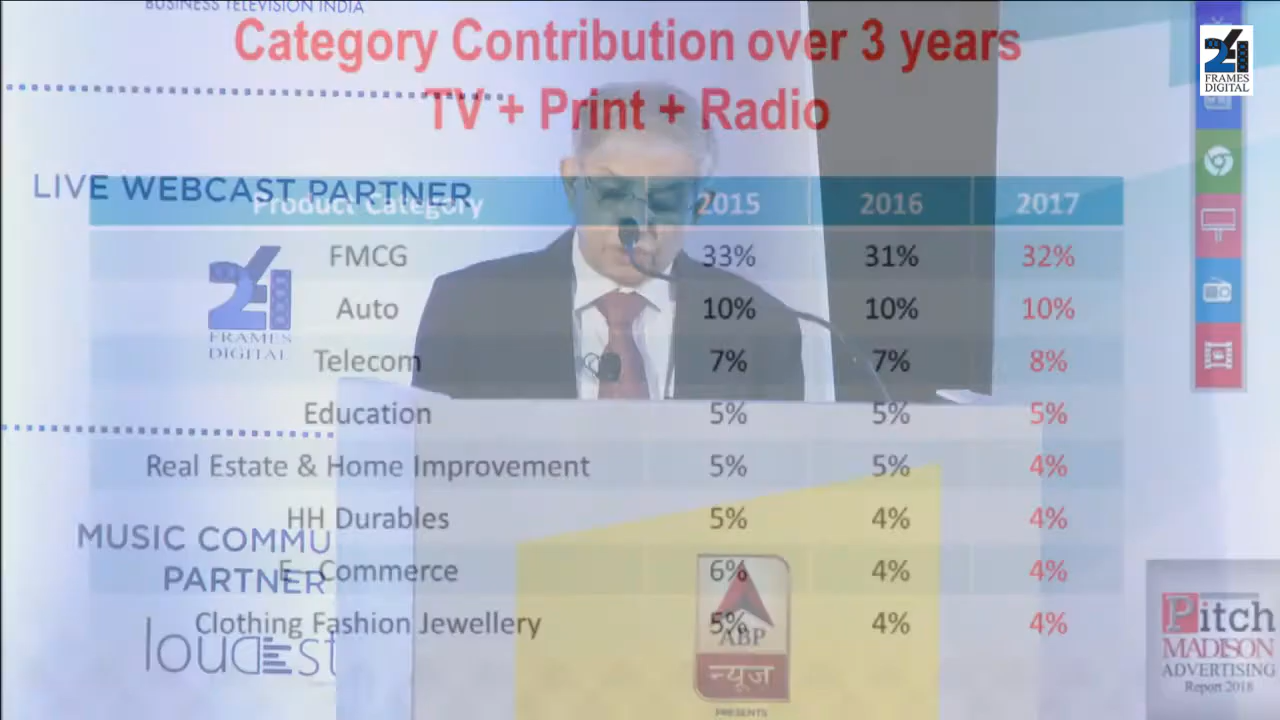 BUSINESS TELEVISION INDIA
Category Contribution over 3 years
TV + Print + Radio
24
FRAMES
DIGITAL
LIVE WEBCAST PARTNER
Product Category 2015 2016 2017
FMCG 33% 31% 32%
Auto 10% 10% 10%
Telecom 7% 7% 8%
Education 5% 5% 5%
Real Estate & Home Improvement 5% 5% 4%
HH Durables 5% 4% 4%
E - Commerce 6% 4% 4%
Clothing Fashion Jewellery 5% 4% 4%
24
FRAMES
DIGITAL
MUSIC COMMU
PARTNER
loudest
ABP
न्यूज़
PRESENTS
Pitch
MADISON
ADVERTISING
Report 2018